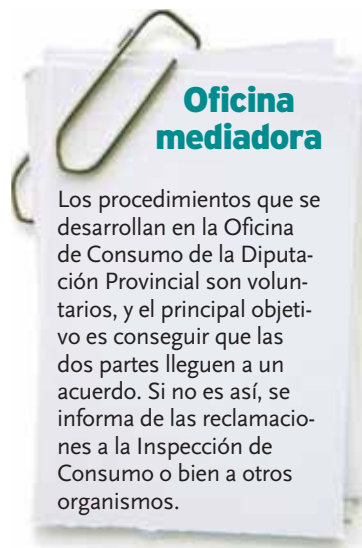 Oficina
mediadora
Los procedimientos que se
desarrollan en la Oficina
de Consumo de la Diputa-
ción Provincial son volun-
tarios, y el principal objeti-
vo es conseguir que las
dos partes lleguen a un
acuerdo. Si no es así, se
informa de las reclamacio-
nes a la Inspección de
Consumo o bien a otros
organismos.